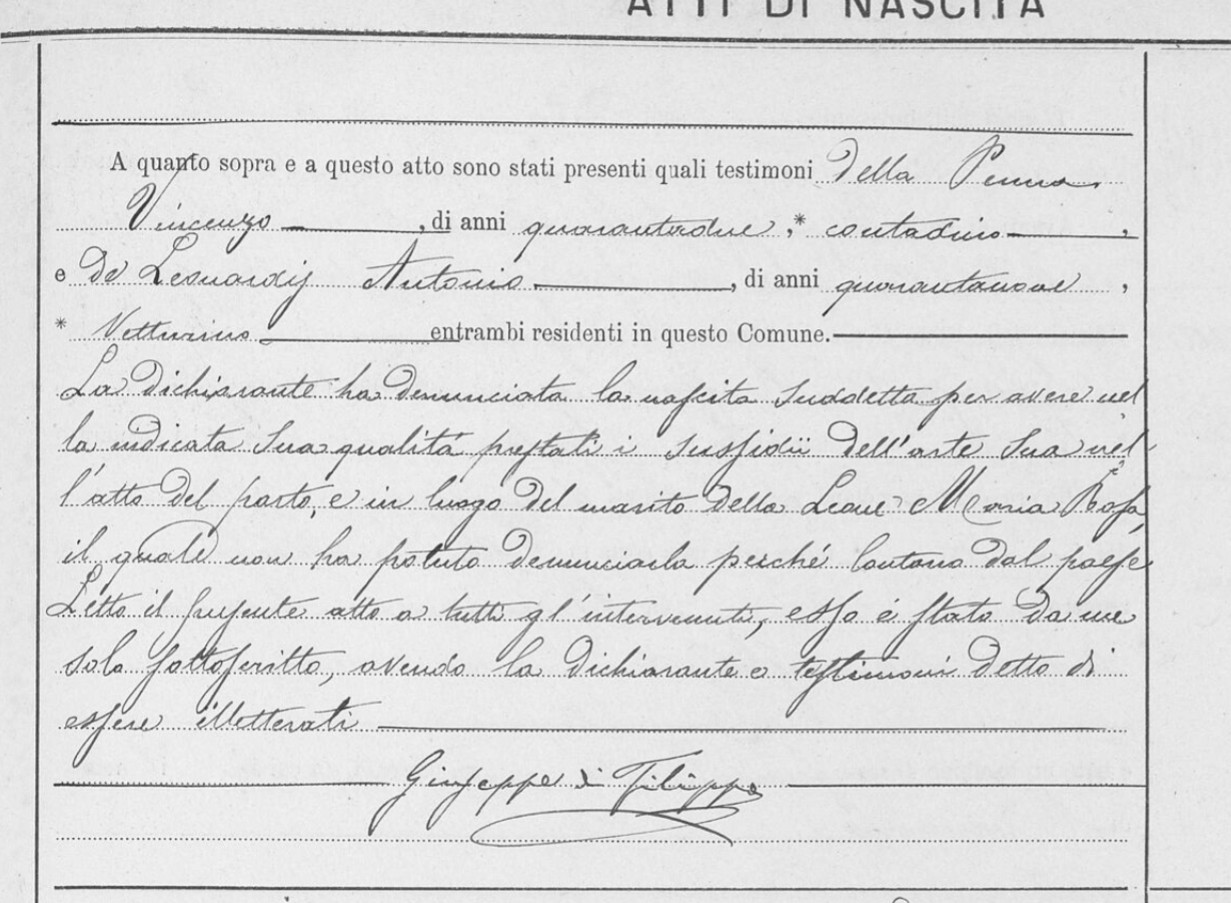 ATTI DI NASCITA
A quanto sopra e a questo atto sono stati presenti quali testimoni Della Penna
Vincenzo, di anni quarantadue, * contadino,
e de Leonardis Antonio, di anni quarantanove,
* Vetturino entrambi residenti in questo Comune.
La dichiarante ha denunciata la nascita suddetta per avere nel
la indicata sua qualità prestati i sussidii dell'arte sua nel
l'atto del parto, e in luogo del marito della Leone Maria Rosa,
il quale non ha potuto denunciarla perché lontano dal paese
Letto il presente atto a tutti gl'intervenuti, esso è stato da me
solo sottoscritto, avendo la dichiarante e testimoni detto di
essere illetterati
Giuseppe di Filippo